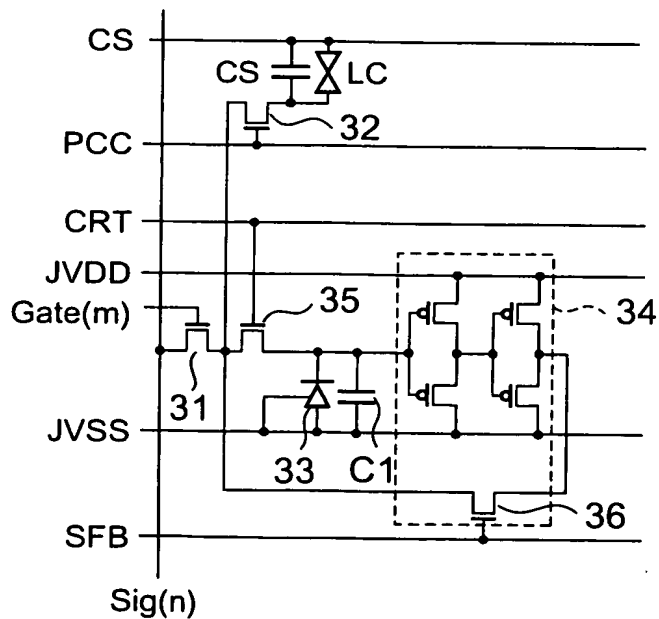 CS
CS
LC
32
PCC
CRT
JVDD
35
34
Gate(m)
31
JVSS
33
C1
36
SFB
Sig(n)